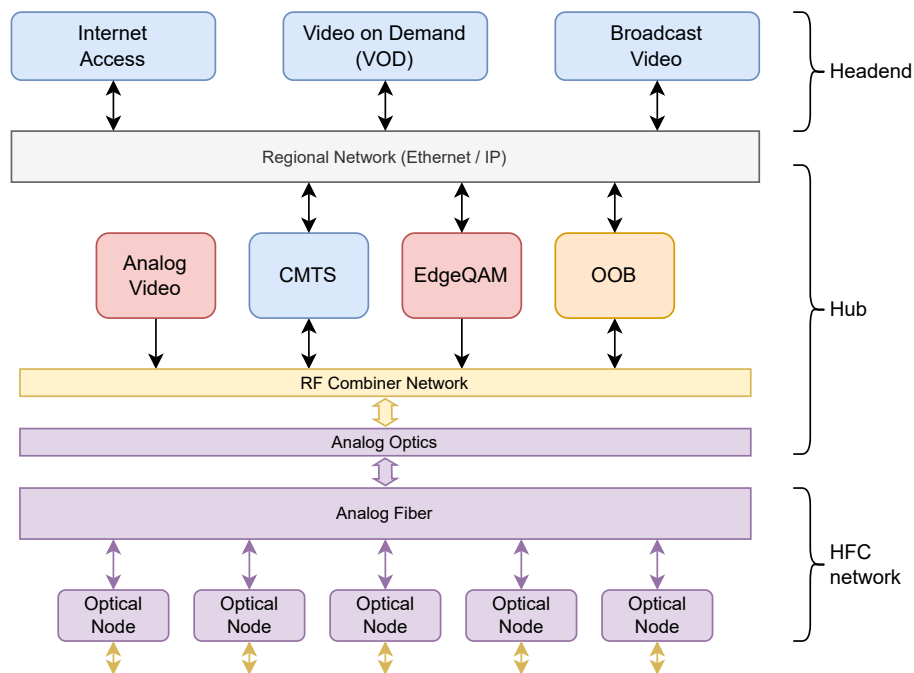 Internet
Access
Video on Demand
(VOD)
Broadcast
Video
Headend
Regional Network (Ethernet / IP)
Analog
Video
CMTS
EdgeQAM
OOB
Hub
RF Combiner Network
Analog Optics
Analog Fiber
HFC
network
Optical
Node
Optical
Node
Optical
Node
Optical
Node
Optical
Node